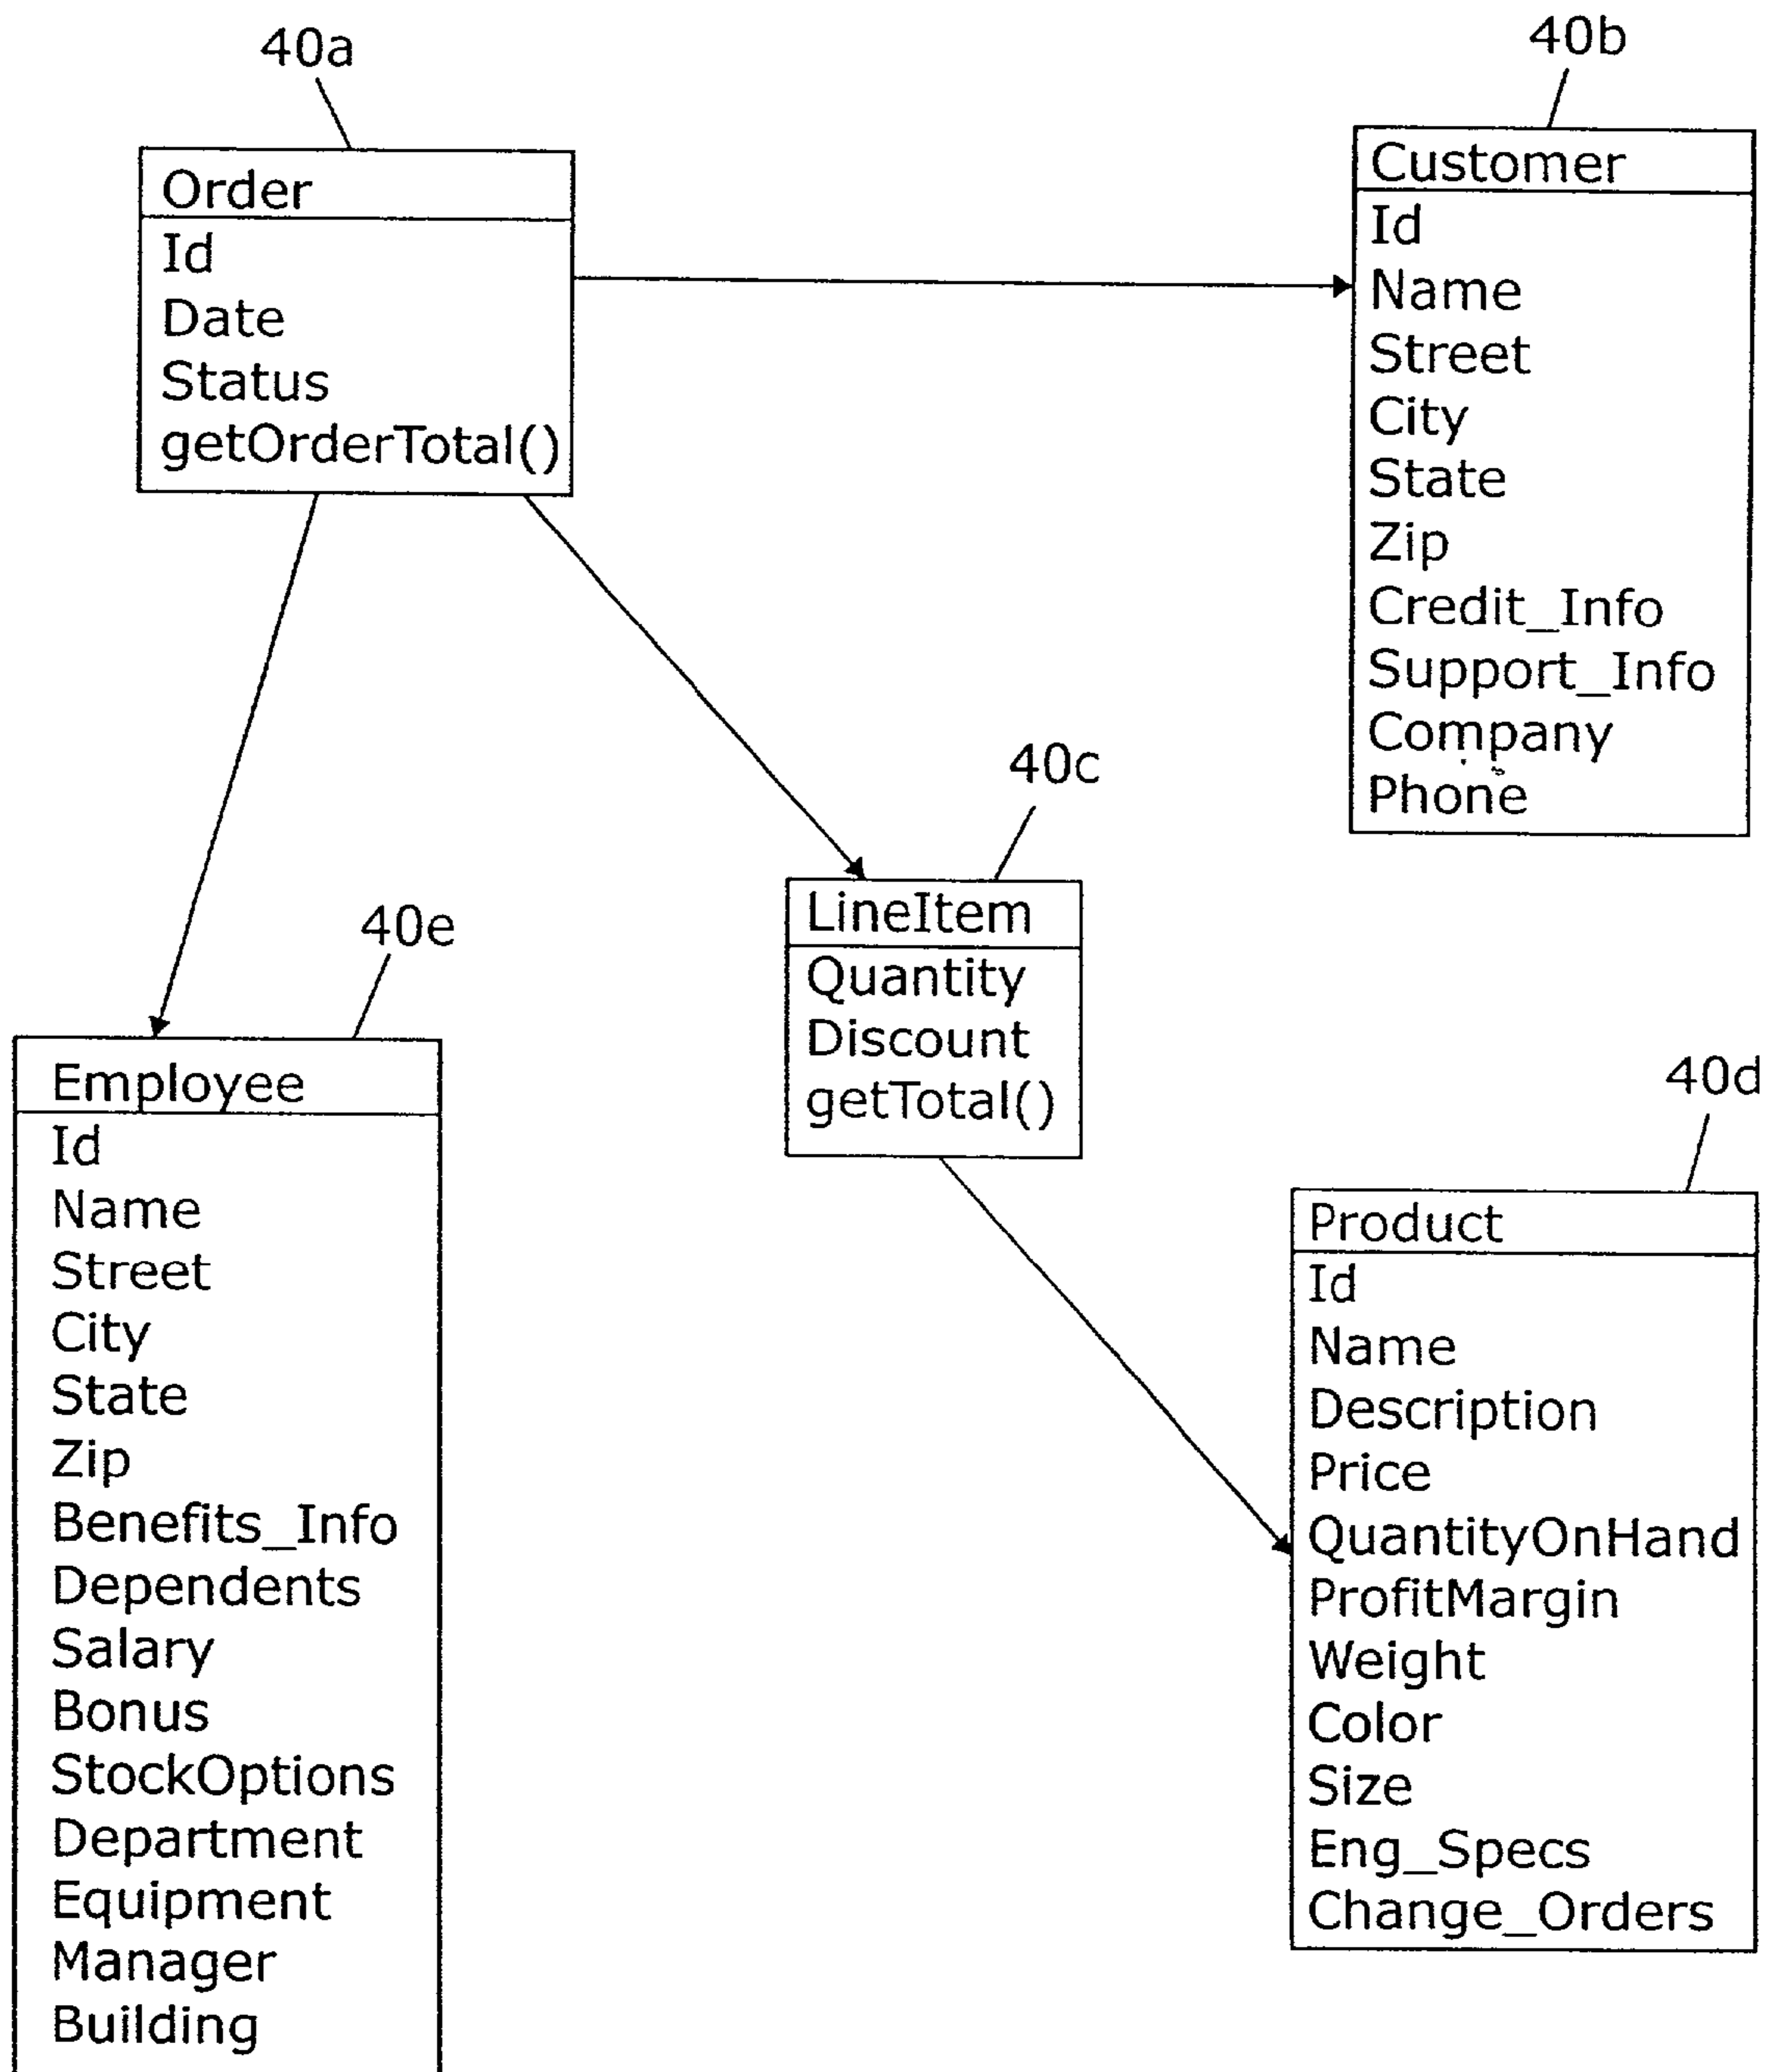 40a
Order
Id
Date
Status
getOrderTotal()
40b
Customer
Id
Name
Street
City
State
Zip
Credit_Info
Support_Info
Company
Phone
40c
LineItem
Quantity
Discount
getTotal()
40e
Employee
Id
Name
Street
City
State
Zip
Benefits_Info
Dependents
Salary
Bonus
StockOptions
Department
Equipment
Manager
Building
40d
Product
Id
Name
Description
Price
QuantityOnHand
ProfitMargin
Weight
Color
Size
Eng_Specs
Change_Orders